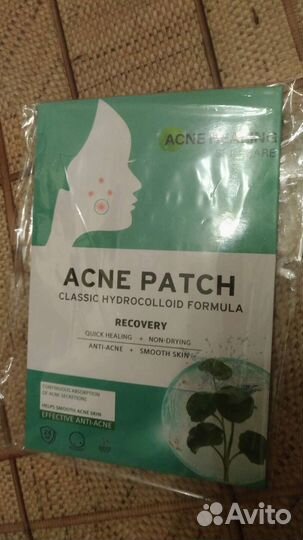 ACNE HEALING
CARE
ACNE PATCH
CLASSIC HYDROCOLLOID FORMULA
RECOVERY
QUICK HEALING + NON-DRYING
ANTI-ACNE + SMOOTH SKIN
CONTINUOUS ABSORPTION
OF ACNE SECRETIONS
HELPS SMOOTH ACNE SKIN
EFFECTIVE ANTI-ACNE
Avito